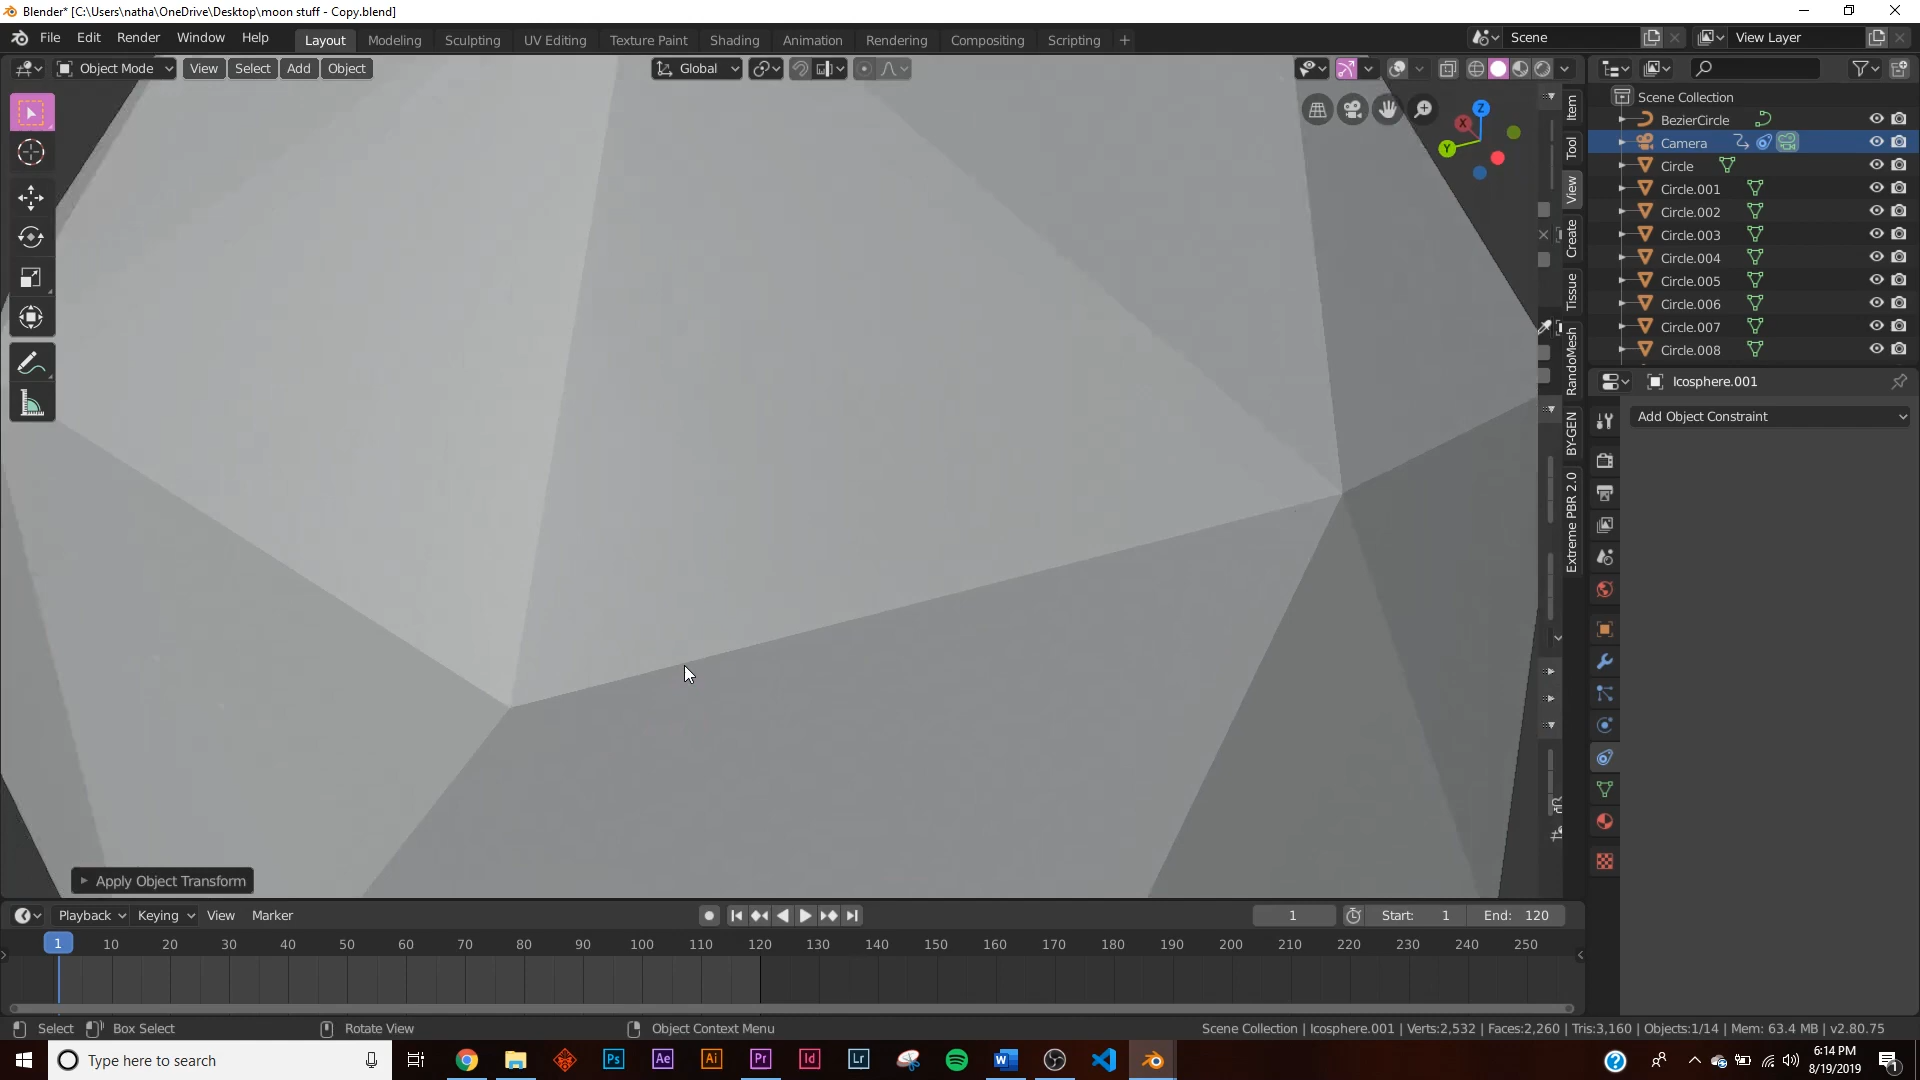 Blender* [C:\Users\natha\OneDrive\Desktop\moon stuff - Copy.blend]
File Edit Render Window Help Layout Modeling Sculpting UV Editing Texture Paint Shading Animation Rendering Compositing Scripting + Scene View Layer
Object Mode View Select Add Object Global
Scene Collection
BezierCircle
Camera
Circle
Circle.001
Circle.002
Circle.003
Circle.004
Circle.005
Circle.006
Circle.007
Circle.008
Z
X
Y
Item
Tool
View
Create
Tissue
RandoMesh
BY-GEN
Extreme PBR 2.0
Icosphere.001
Add Object Constraint
Apply Object Transform
Playback Keying View Marker 1 Start: 1 End: 120
1 10 20 30 40 50 60 70 80 90 100 110 120 130 140 150 160 170 180 190 200 210 220 230 240 250
Select Box Select Rotate View Object Context Menu Scene Collection | Icosphere.001 | Verts:2,532 | Faces:2,260 | Tris:3,160 | Objects:1/14 | Mem: 63.4 MB | v2.80.75
Type here to search Ps Ae Ai Pr Id Lr W
6:14 PM
8/19/2019
1